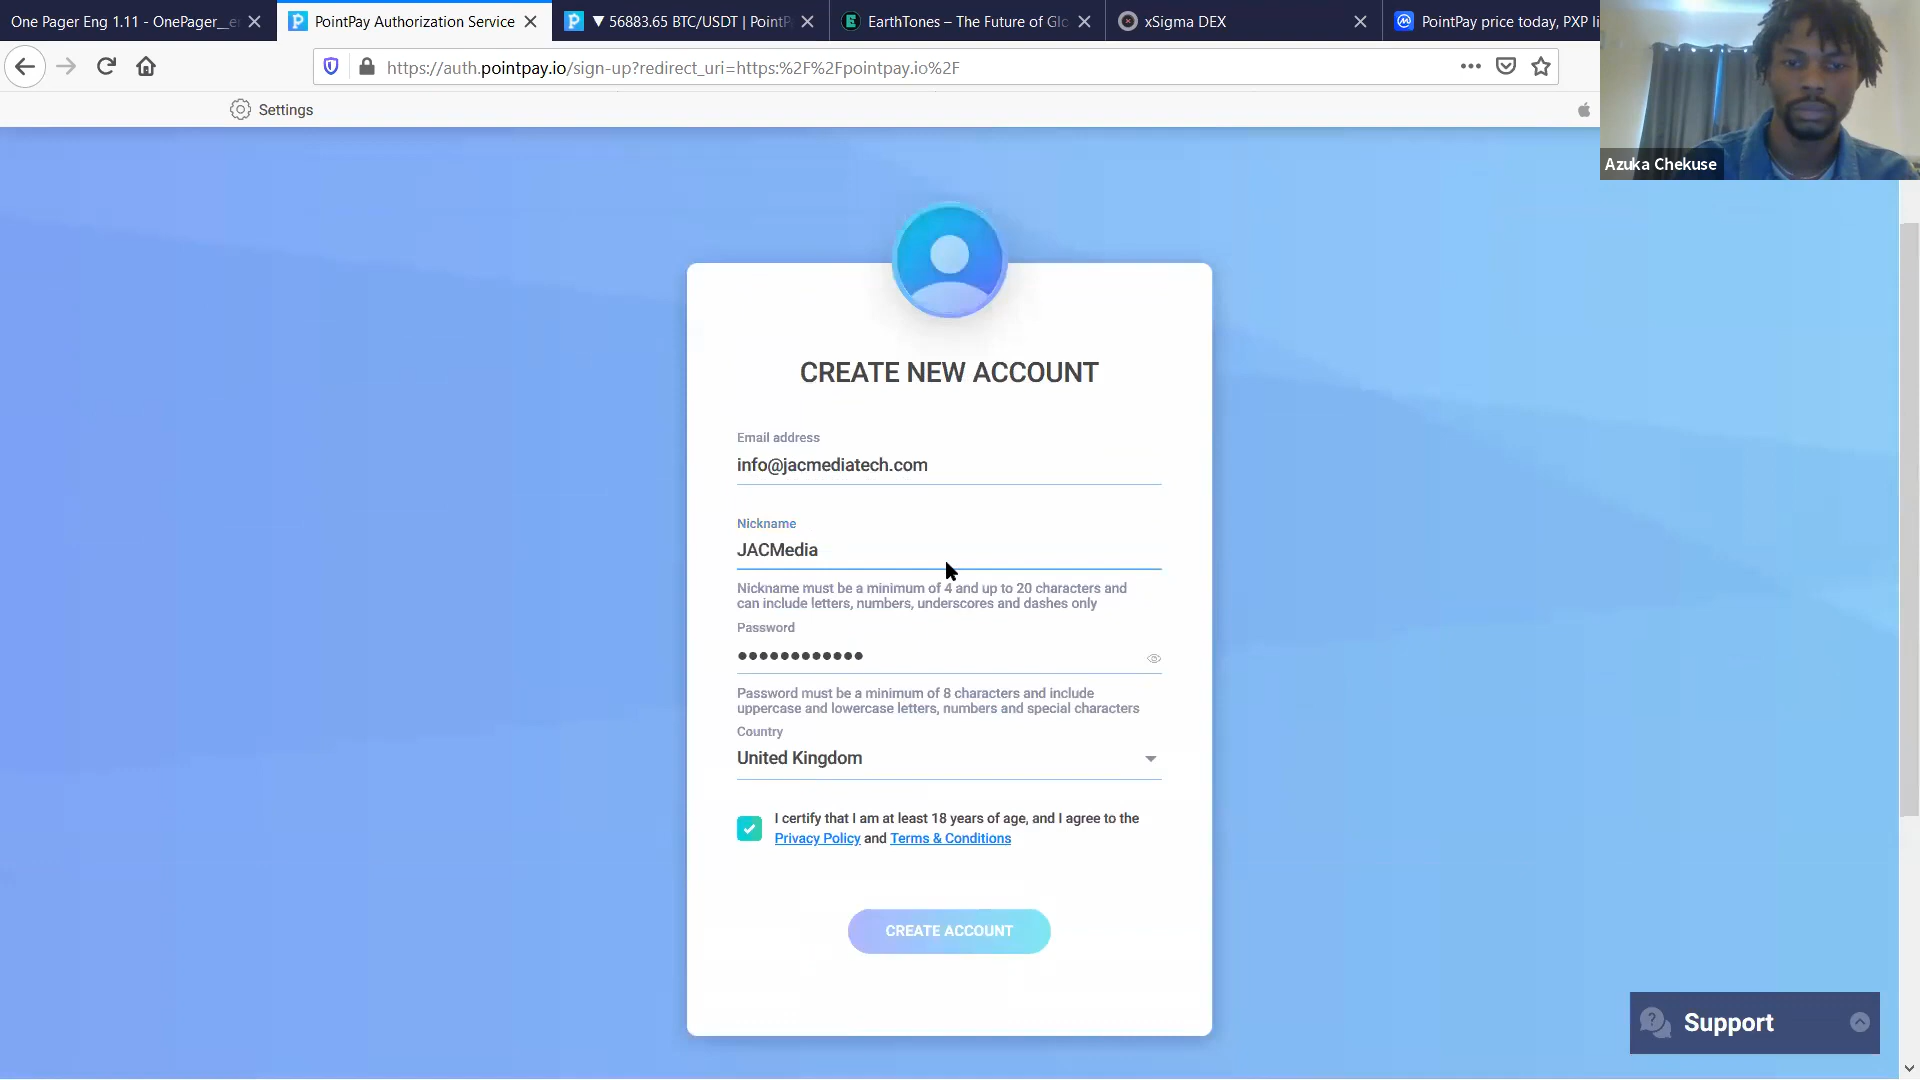 One Pager Eng 1.11 - OnePager_
PointPay Authorization Service
▼ 56883.65 BTC/USDT | PointP
EarthTones – The Future of Glo
xSigma DEX
PointPay price today, PXP li
https://auth.pointpay.io/sign-up?redirect_uri=https:%2F%2Fpointpay.io%2F
Settings
Azuka Chekuse
CREATE NEW ACCOUNT
Email address
info@jacmediatech.com
Nickname
JACMedia
Nickname must be a minimum of 4 and up to 20 characters and
can include letters, numbers, underscores and dashes only
Password
••••••••••••
Password must be a minimum of 8 characters and include
uppercase and lowercase letters, numbers and special characters
Country
United Kingdom
I certify that I am at least 18 years of age, and I agree to the
Privacy Policy and Terms & Conditions
CREATE ACCOUNT
Support